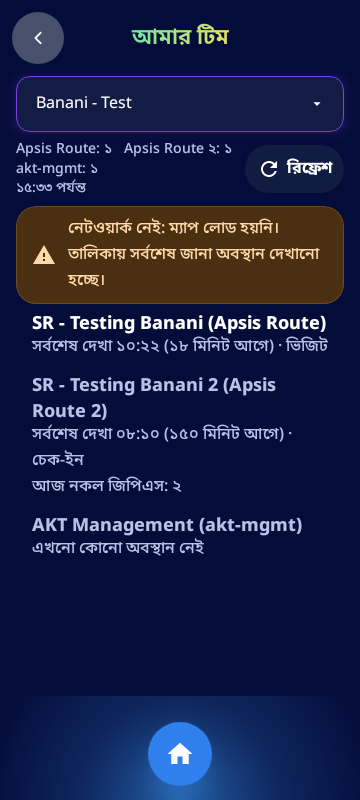 আমার টিম
Banani - Test
Apsis Route: ১ Apsis Route ২: ১
akt-mgmt: ১
১৫:৩৩ পর্যন্ত
রিফ্রেশ
নেটওয়ার্ক নেই: ম্যাপ লোড হয়নি।
তালিকায় সর্বশেষ জানা অবস্থান দেখানো
হচ্ছে।
SR - Testing Banani (Apsis Route)
সর্বশেষ দেখা ১০:২২ (১৮ মিনিট আগে) · ভিজিট
SR - Testing Banani 2 (Apsis
Route 2)
সর্বশেষ দেখা ০৮:১০ (১৫০ মিনিট আগে) ·
চেক-ইন
আজ নকল জিপিএস: ২
AKT Management (akt-mgmt)
এখনো কোনো অবস্থান নেই